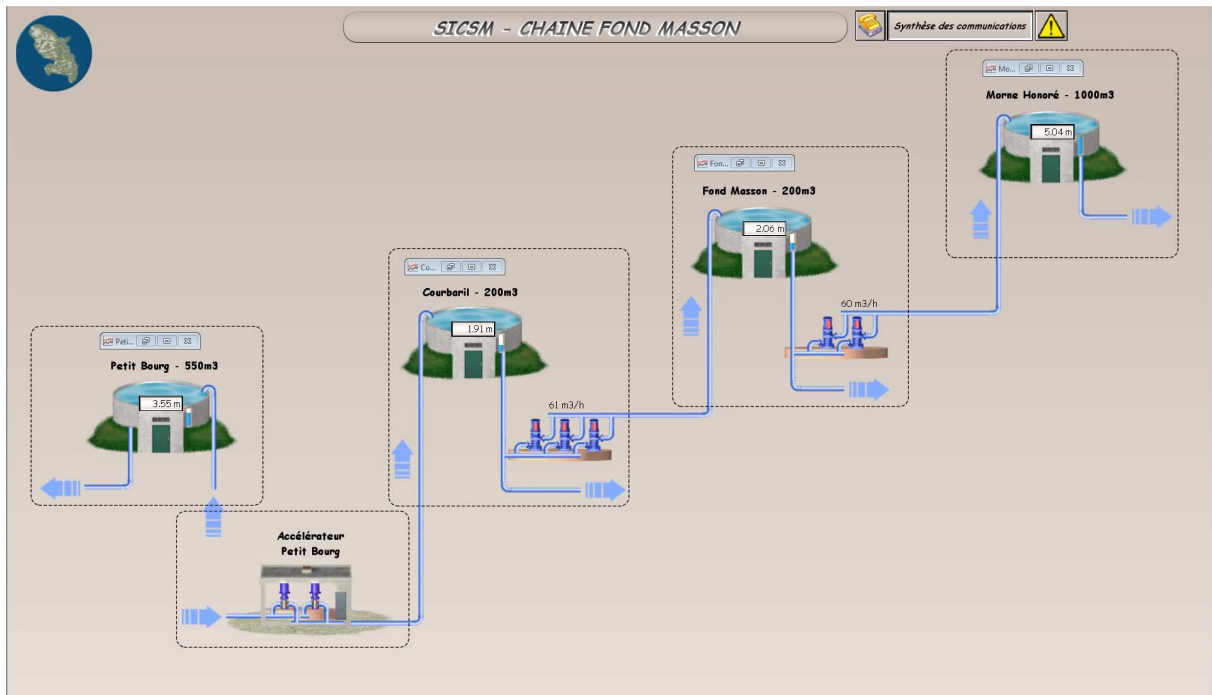 SICSM - CHAINE FOND MASSON
Synthèse des communications
Mo...
Morne Honoré - 1000m3
5.04 m
Fon...
Fond Masson - 200m3
2.06 m
60 m3/h
Co...
Courbaril - 200m3
1.91 m
61 m3/h
Peti...
Petit Bourg - 550m3
3.55 m
Accélérateur
Petit Bourg